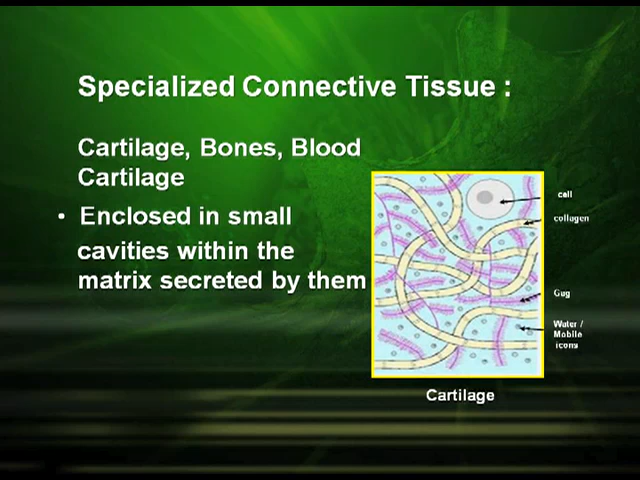 Specialized Connective Tissue :
Cartilage, Bones, Blood
Cartilage
• Enclosed in small
cavities within the
matrix secreted by them
cell
collagen
Gug
Water /
Mobile
icons
Cartilage